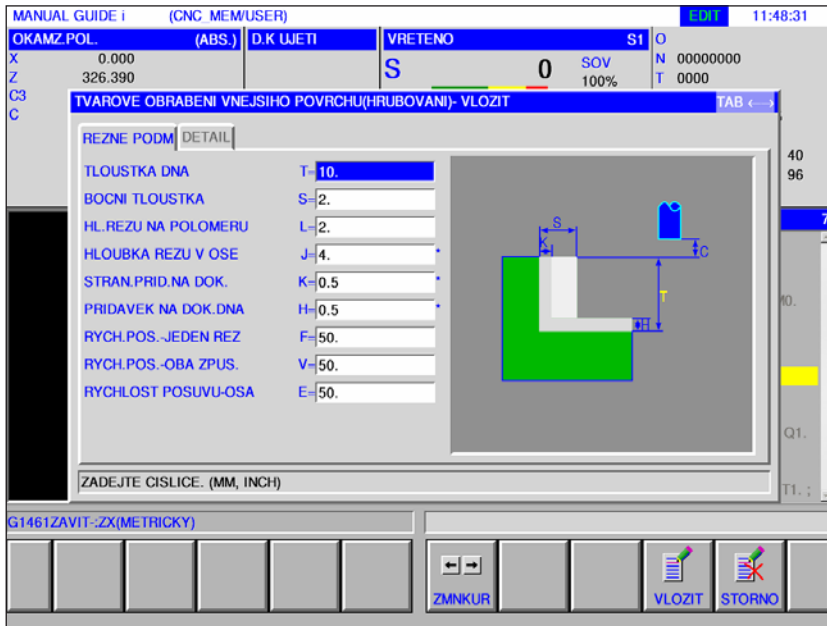 MANUAL GUIDE i (CNC_MEM/USER) EDIT 11:48:31
OKAMZ.POL. (ABS.) D.K UJETI VRETENO S1 O
X 0.000 N 00000000
Z 326.390 S 0 SOV T 0000
100%
C3
C
TVAROVE OBRABENI VNEJSIHO POVRCHU(HRUBOVANI)- VLOZIT TAB ←→
REZNE PODM DETAIL
TLOUSTKA DNA T=10.
BOCNI TLOUSTKA S=2.
HL.REZU NA POLOMERU L=2.
HLOUBKA REZU V OSE J=4. *
STRAN.PRID.NA DOK. K=0.5 *
PRIDAVEK NA DOK.DNA H=0.5
RYCH.POS.-JEDEN REZ F=50.
RYCH.POS.-OBA ZPUS. V=50.
RYCHLOST POSUVU-OSA E=50.
S
K
C
T
H
40
96
7
M0.
Q1.
T1. ;
ZADEJTE CISLICE. (MM, INCH)
G1461ZAVIT-:ZX(METRICKY)
ZMNKUR VLOZIT STORNO